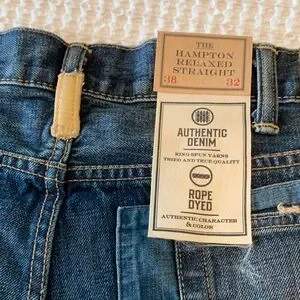 THE
HAMPTON
RELAXED
STRAIGHT
38 32
AUTHENTIC
DENIM
RING SPUN YARNS
TRIED AND TRUE QUALITY
ROPE
DYED
AUTHENTIC CHARACTER
& COLOR